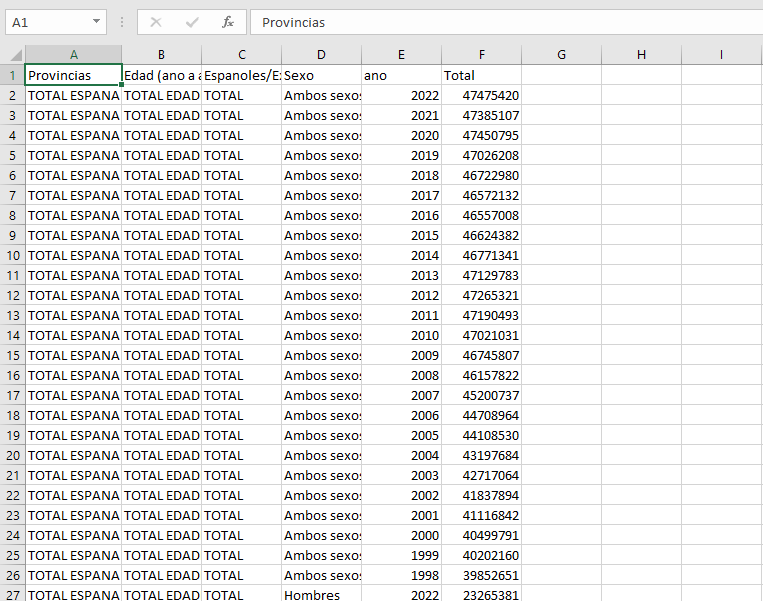 A1 fx Provincias
A B C D E F G H I
1 Provincias Edad (ano a a Espanoles/E Sexo ano Total
2 TOTAL ESPANA TOTAL EDAD TOTAL Ambos sexos 2022 47475420
3 TOTAL ESPANA TOTAL EDAD TOTAL Ambos sexos 2021 47385107
4 TOTAL ESPANA TOTAL EDAD TOTAL Ambos sexos 2020 47450795
5 TOTAL ESPANA TOTAL EDAD TOTAL Ambos sexos 2019 47026208
6 TOTAL ESPANA TOTAL EDAD TOTAL Ambos sexos 2018 46722980
7 TOTAL ESPANA TOTAL EDAD TOTAL Ambos sexos 2017 46572132
8 TOTAL ESPANA TOTAL EDAD TOTAL Ambos sexos 2016 46557008
9 TOTAL ESPANA TOTAL EDAD TOTAL Ambos sexos 2015 46624382
10 TOTAL ESPANA TOTAL EDAD TOTAL Ambos sexos 2014 46771341
11 TOTAL ESPANA TOTAL EDAD TOTAL Ambos sexos 2013 47129783
12 TOTAL ESPANA TOTAL EDAD TOTAL Ambos sexos 2012 47265321
13 TOTAL ESPANA TOTAL EDAD TOTAL Ambos sexos 2011 47190493
14 TOTAL ESPANA TOTAL EDAD TOTAL Ambos sexos 2010 47021031
15 TOTAL ESPANA TOTAL EDAD TOTAL Ambos sexos 2009 46745807
16 TOTAL ESPANA TOTAL EDAD TOTAL Ambos sexos 2008 46157822
17 TOTAL ESPANA TOTAL EDAD TOTAL Ambos sexos 2007 45200737
18 TOTAL ESPANA TOTAL EDAD TOTAL Ambos sexos 2006 44708964
19 TOTAL ESPANA TOTAL EDAD TOTAL Ambos sexos 2005 44108530
20 TOTAL ESPANA TOTAL EDAD TOTAL Ambos sexos 2004 43197684
21 TOTAL ESPANA TOTAL EDAD TOTAL Ambos sexos 2003 42717064
22 TOTAL ESPANA TOTAL EDAD TOTAL Ambos sexos 2002 41837894
23 TOTAL ESPANA TOTAL EDAD TOTAL Ambos sexos 2001 41116842
24 TOTAL ESPANA TOTAL EDAD TOTAL Ambos sexos 2000 40499791
25 TOTAL ESPANA TOTAL EDAD TOTAL Ambos sexos 1999 40202160
26 TOTAL ESPANA TOTAL EDAD TOTAL Ambos sexos 1998 39852651
27 TOTAL ESPANA TOTAL EDAD TOTAL Hombres 2022 23265381